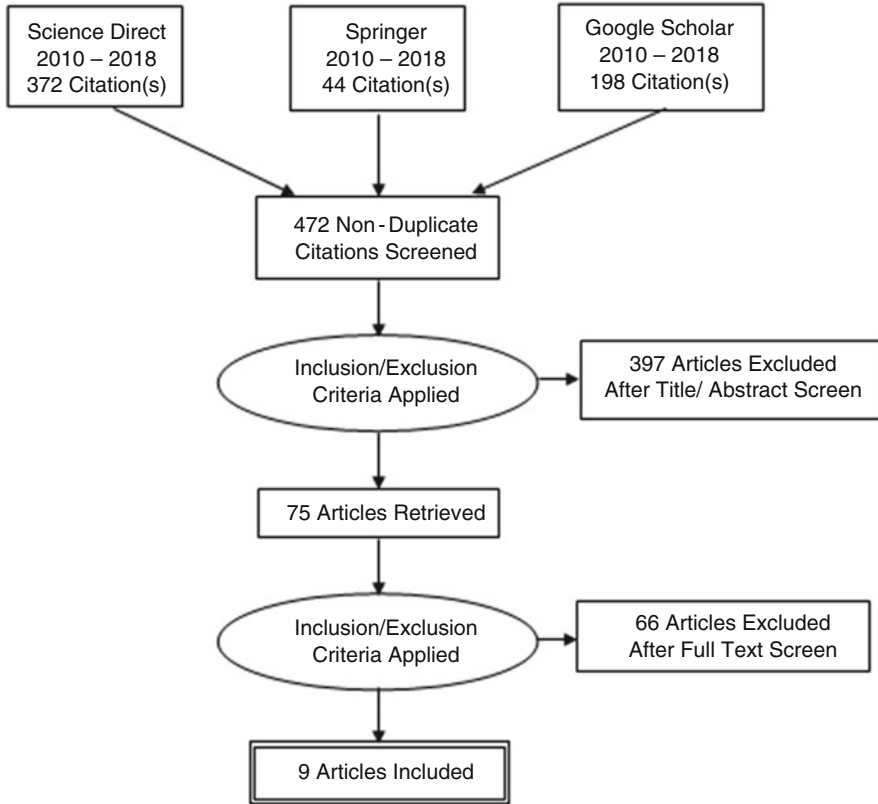 Science Direct
2010 – 2018
372 Citation(s)
Springer
2010 – 2018
44 Citation(s)
Google Scholar
2010 – 2018
198 Citation(s)
472 Non-Duplicate
Citations Screened
Inclusion/Exclusion
Criteria Applied
397 Articles Excluded
After Title/ Abstract Screen
75 Articles Retrieved
Inclusion/Exclusion
Criteria Applied
66 Articles Excluded
After Full Text Screen
9 Articles Included